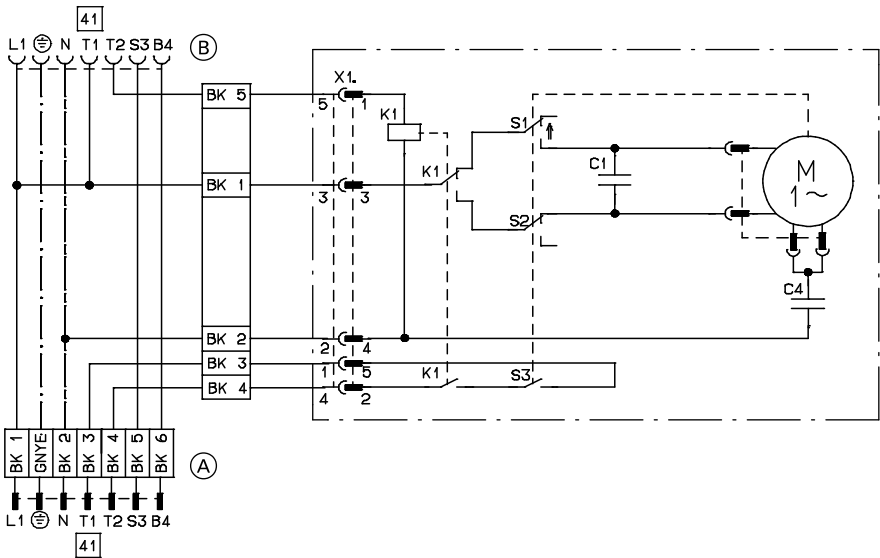 41
L1 N T1 T2 S3 B4 B
BK 5
X1.
5 1
K1
S1
M
1~
C1
K1
BK 1
3 3
S2
C4
BK 2
2 4
BK 3
1 5
K1 S3
BK 4
4 2
BK 1
GNYE
BK 2
BK 3
BK 4
BK 5
BK 6
A
L1 N T1 T2 S3 B4
41